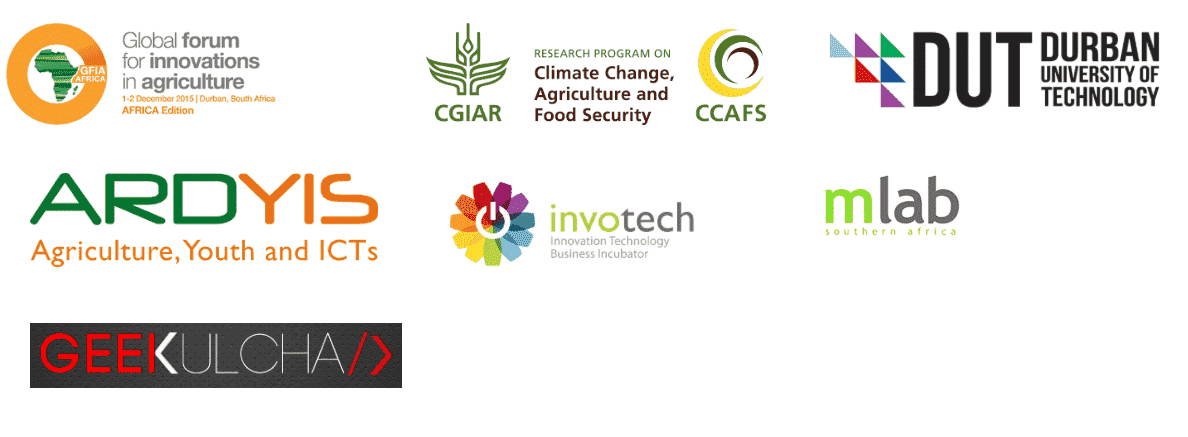 GFIA
AFRICA
Global forum
for innovations
in agriculture
1-2 December 2015 | Durban, South Africa
AFRICA Edition
CGIAR
RESEARCH PROGRAM ON
Climate Change,
Agriculture and
Food Security
CCAFS
DUT
DURBAN
UNIVERSITY OF
TECHNOLOGY
ARDYIS
Agriculture, Youth and ICTs
invotech
Innovation Technology
Business Incubator
mlab
southern africa
GEEKULCHA/>